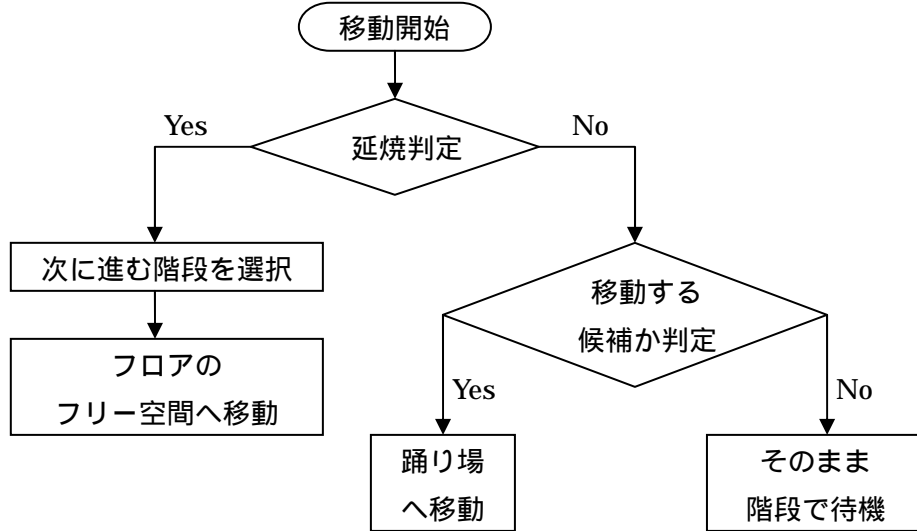 移動開始
Yes
No
延焼判定
次に進む階段を選択
フロアの
フリー空間へ移動
移動する
候補か判定
Yes
No
踊り場
へ移動
そのまま
階段で待機